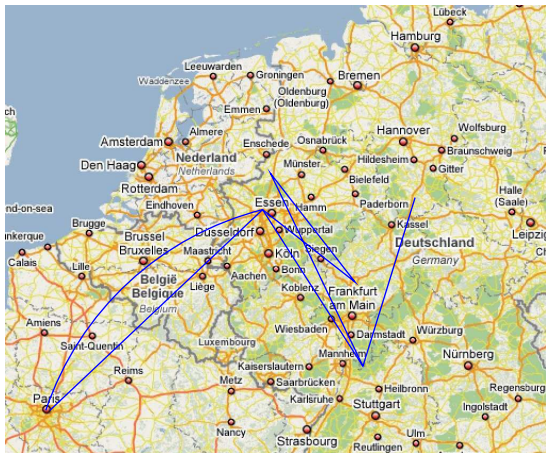 Lübeck
Hamburg
Leeuwarden
Groningen
Waddenzee
Bremen
Oldenburg
(Oldenburg)
Emmen
ch
Almere
Amsterdam
Enschede
Osnabrück
Hannover
Wolfsburg
Braunschweig
Nederland
Netherlands
Hildesheim
Den Haag
Münster
Gitter
Rotterdam
Bielefeld
Eindhoven
Essen
Hamm
Paderborn
Halle
(Saale)
end-on-sea
Brugge
Düsseldorf
Wuppertal
Kassel
Leipzig
nkerque
Brussel
Bruxelles
Maastricht
Köln
Siegen
Deutschland
Germany
Calais
Lille
Aachen
Bonn
België
Belgique
Belgium
Liège
Koblenz
Frankfurt
am Main
Amiens
Wiesbaden
Saint-Quentin
Luxembourg
Darmstadt
Würzburg
Mannheim
Nürnberg
Kaiserslautern
Reims
Saarbrücken
Heilbronn
Regensburg
Metz
Karlsruhe
Paris
Stuttgart
Ingolstadt
Nancy
Strasbourg
Ulm
Reutlingen